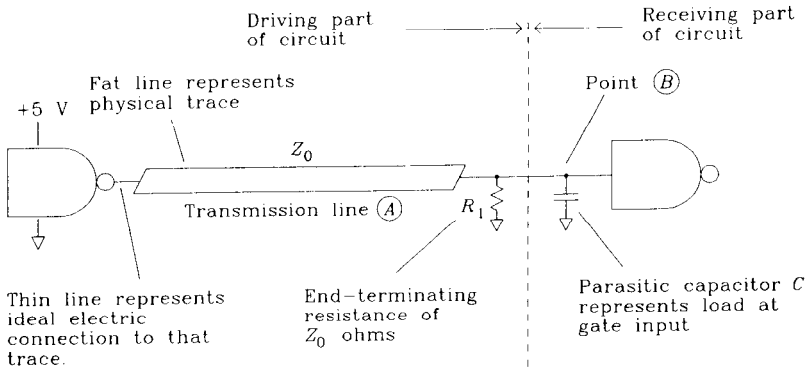 Driving part
of circuit
Receiving part
of circuit
Fat line represents
physical trace
+5 V
Point B
Z0
Transmission line A
R1
Thin line represents
ideal electric
connection to that
trace.
End-terminating
resistance of
Z0 ohms
Parasitic capacitor C
represents load at
gate input